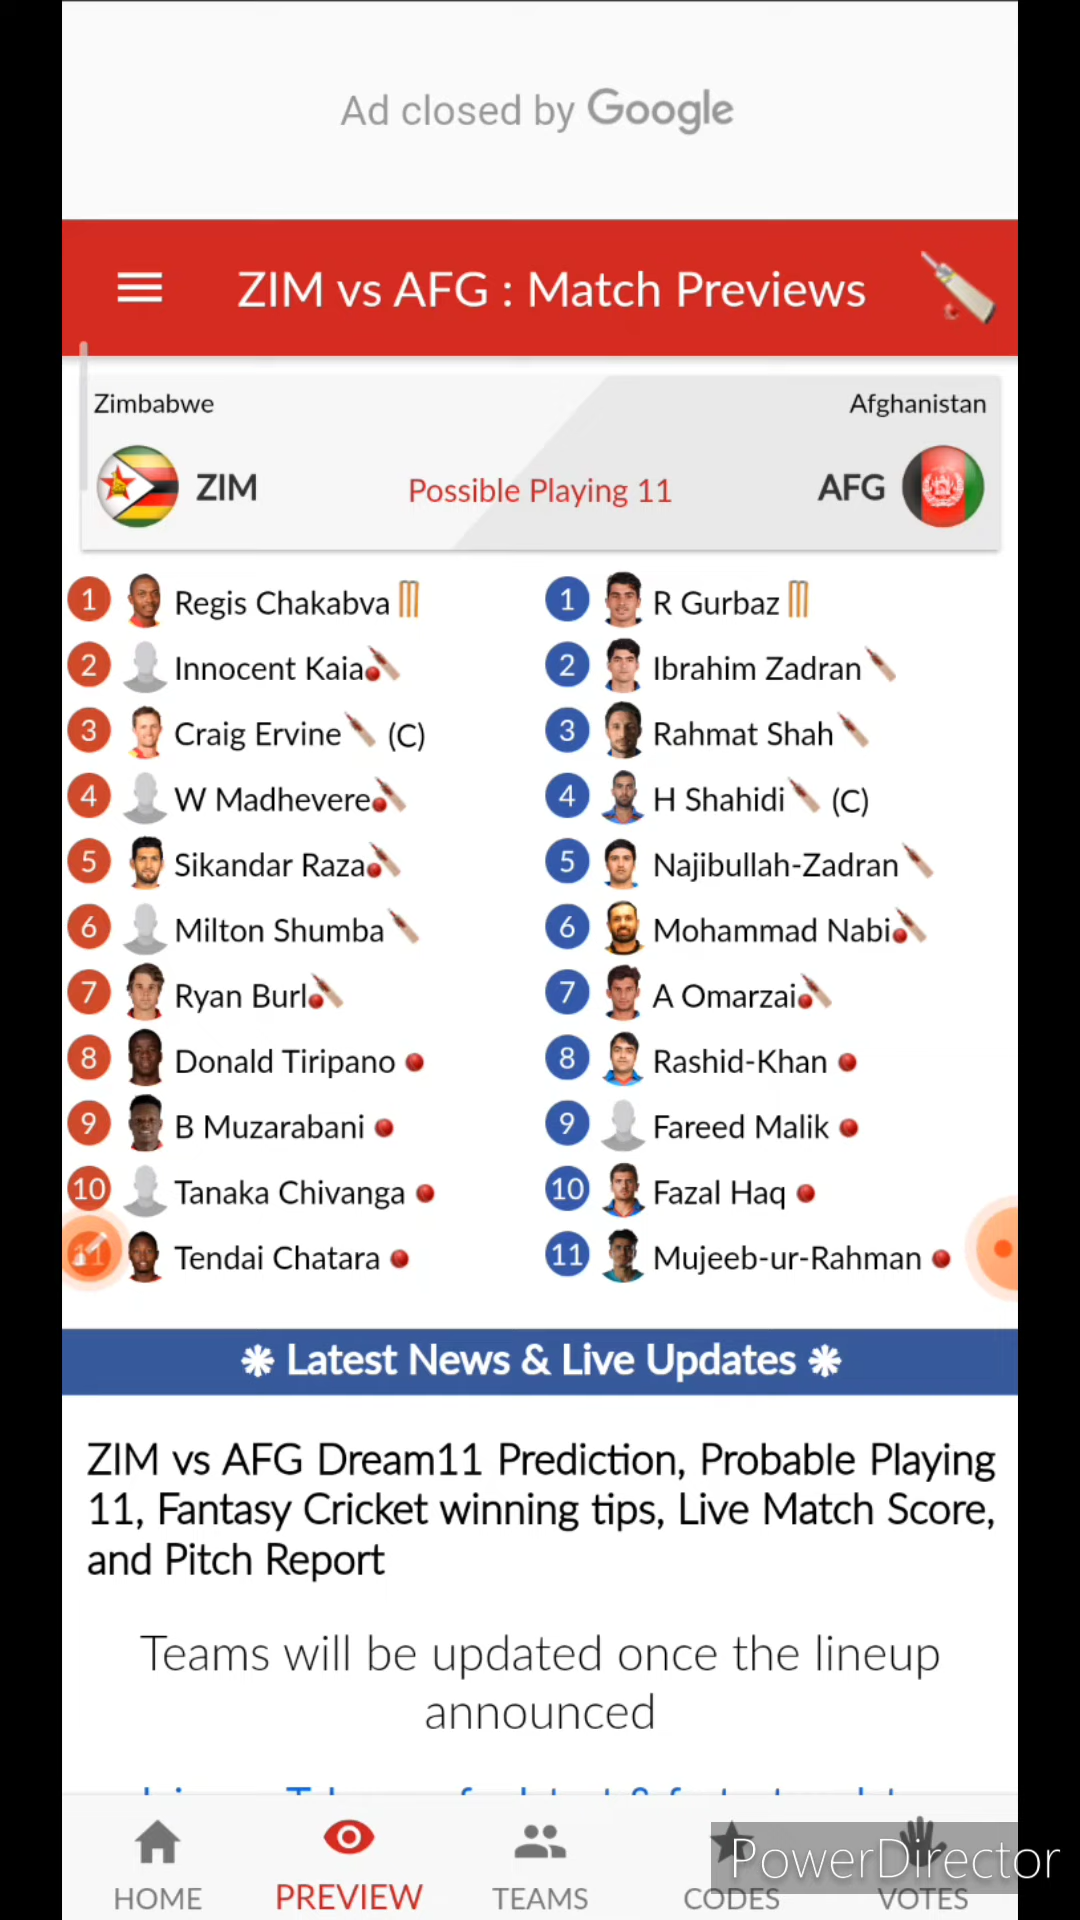 Ad closed by Google
ZIM vs AFG : Match Previews
Zimbabwe
Afghanistan
ZIM
Possible Playing 11
AFG
1 Regis Chakabva
1 R Gurbaz
2 Innocent Kaia
2 Ibrahim Zadran
3 Craig Ervine (C)
3 Rahmat Shah
4 W Madhevere
4 H Shahidi (C)
5 Sikandar Raza
5 Najibullah-Zadran
6 Milton Shumba
6 Mohammad Nabi
7 Ryan Burl
7 A Omarzai
8 Donald Tiripano
8 Rashid-Khan
9 B Muzarabani
9 Fareed Malik
10 Tanaka Chivanga
10 Fazal Haq
11 Tendai Chatara
11 Mujeeb-ur-Rahman
Latest News & Live Updates
ZIM vs AFG Dream11 Prediction, Probable Playing
11, Fantasy Cricket winning tips, Live Match Score,
and Pitch Report
Teams will be updated once the lineup
announced
HOME
PREVIEW
TEAMS
CODES
VOTES
PowerDirector